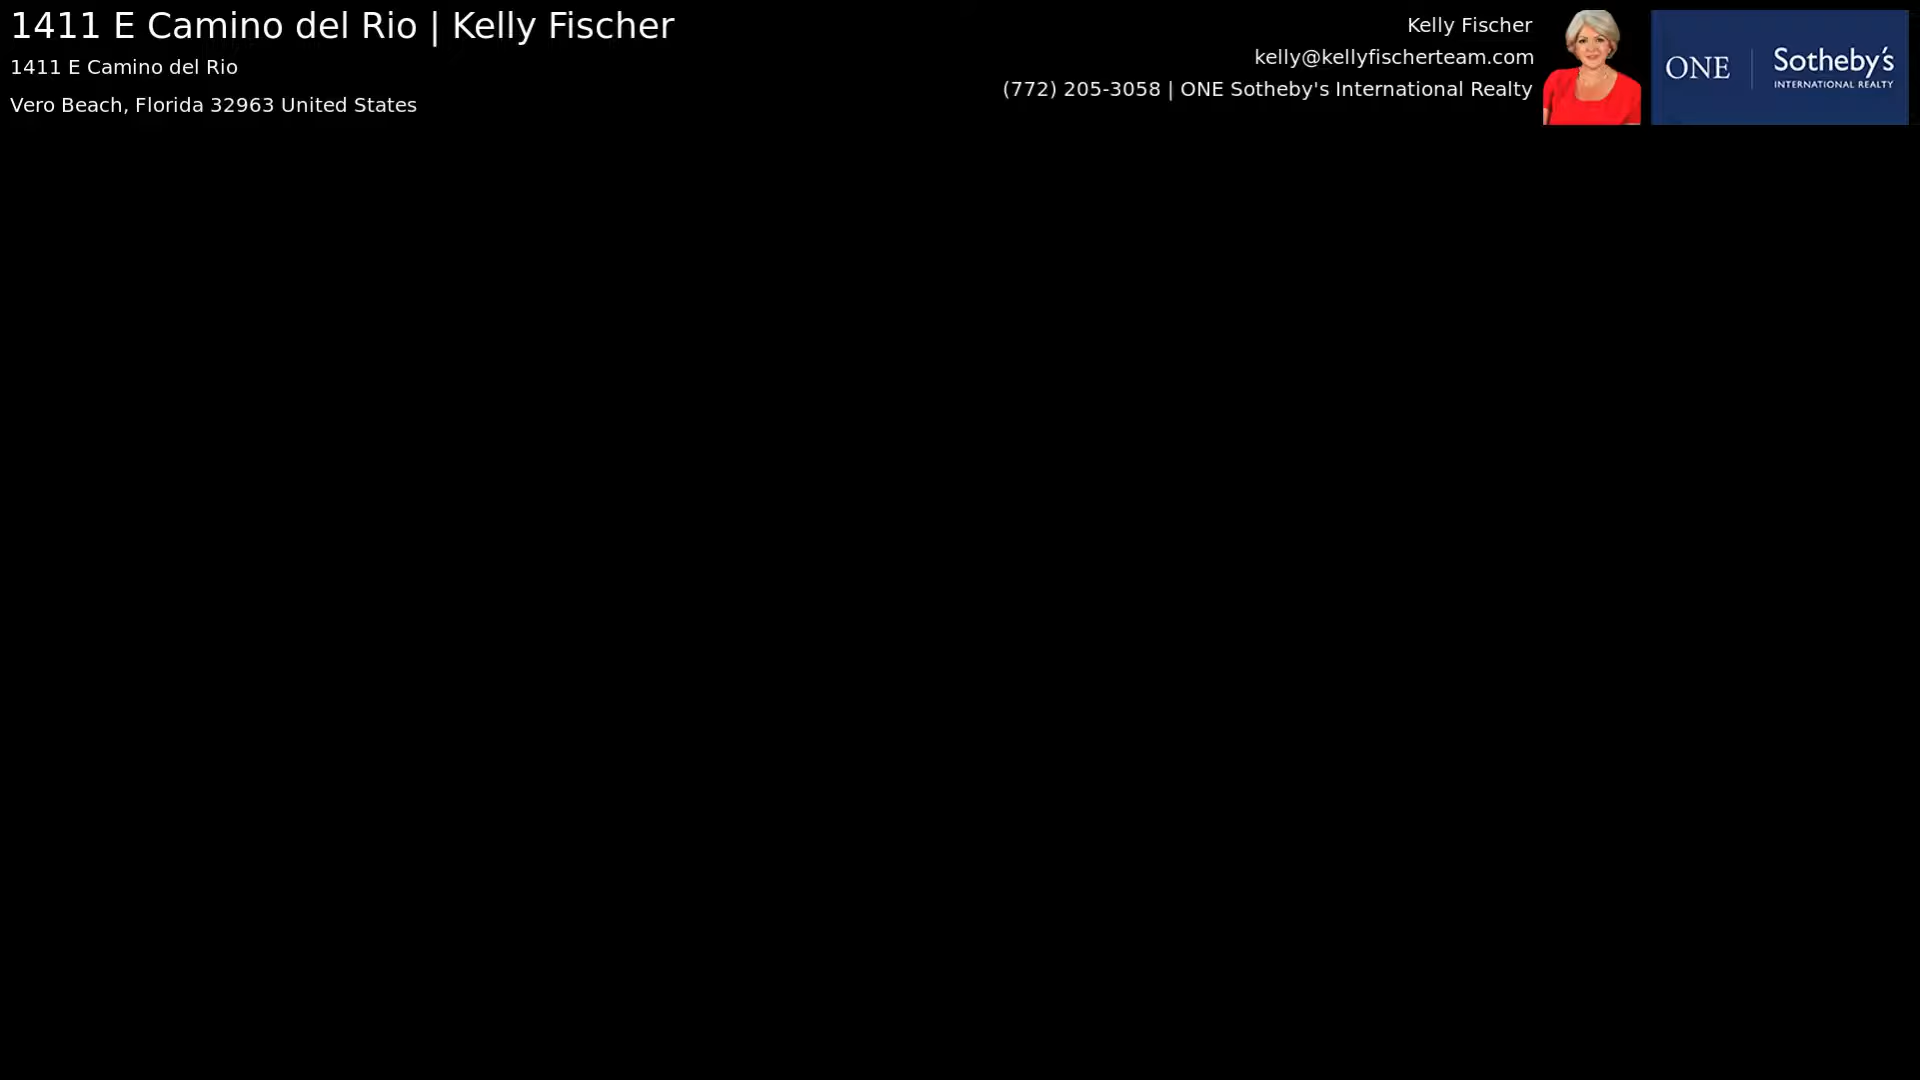 1411 E Camino del Rio | Kelly Fischer
1411 E Camino del Rio
Vero Beach, Florida 32963 United States
Kelly Fischer
kelly@kellyfischerteam.com
(772) 205-3058 | ONE Sotheby's International Realty
ONE
Sotheby's
INTERNATIONAL REALTY